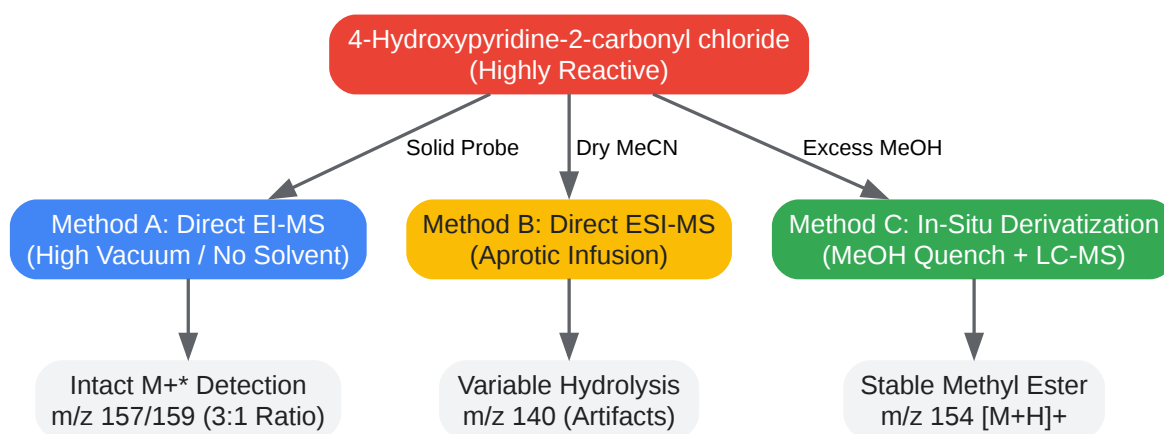 4-Hydroxypyridine-2-carbonyl chloride
(Highly Reactive)
Solid Probe
Dry MeCN
Excess MeOH
Method A: Direct EI-MS
(High Vacuum / No Solvent)
Method B: Direct ESI-MS
(Aprotic Infusion)
Method C: In-Situ Derivatization
(MeOH Quench + LC-MS)
Intact M+* Detection
m/z 157/159 (3:1 Ratio)
Variable Hydrolysis
m/z 140 (Artifacts)
Stable Methyl Ester
m/z 154 [M+H]+